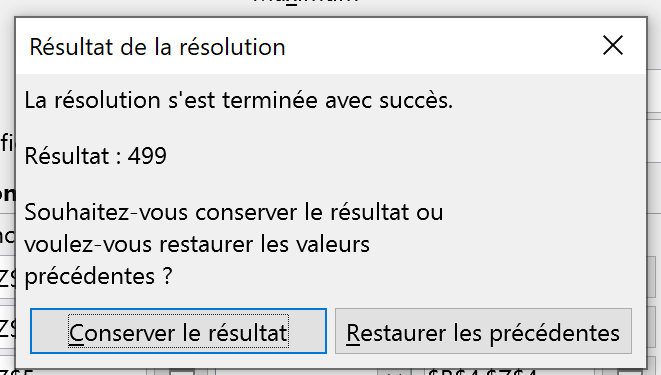 Résultat de la résolution
La résolution s'est terminée avec succès.
Résultat : 499
Souhaitez-vous conserver le résultat ou
voulez-vous restaurer les valeurs
précédentes ?
Conserver le résultat
Restaurer les précédentes